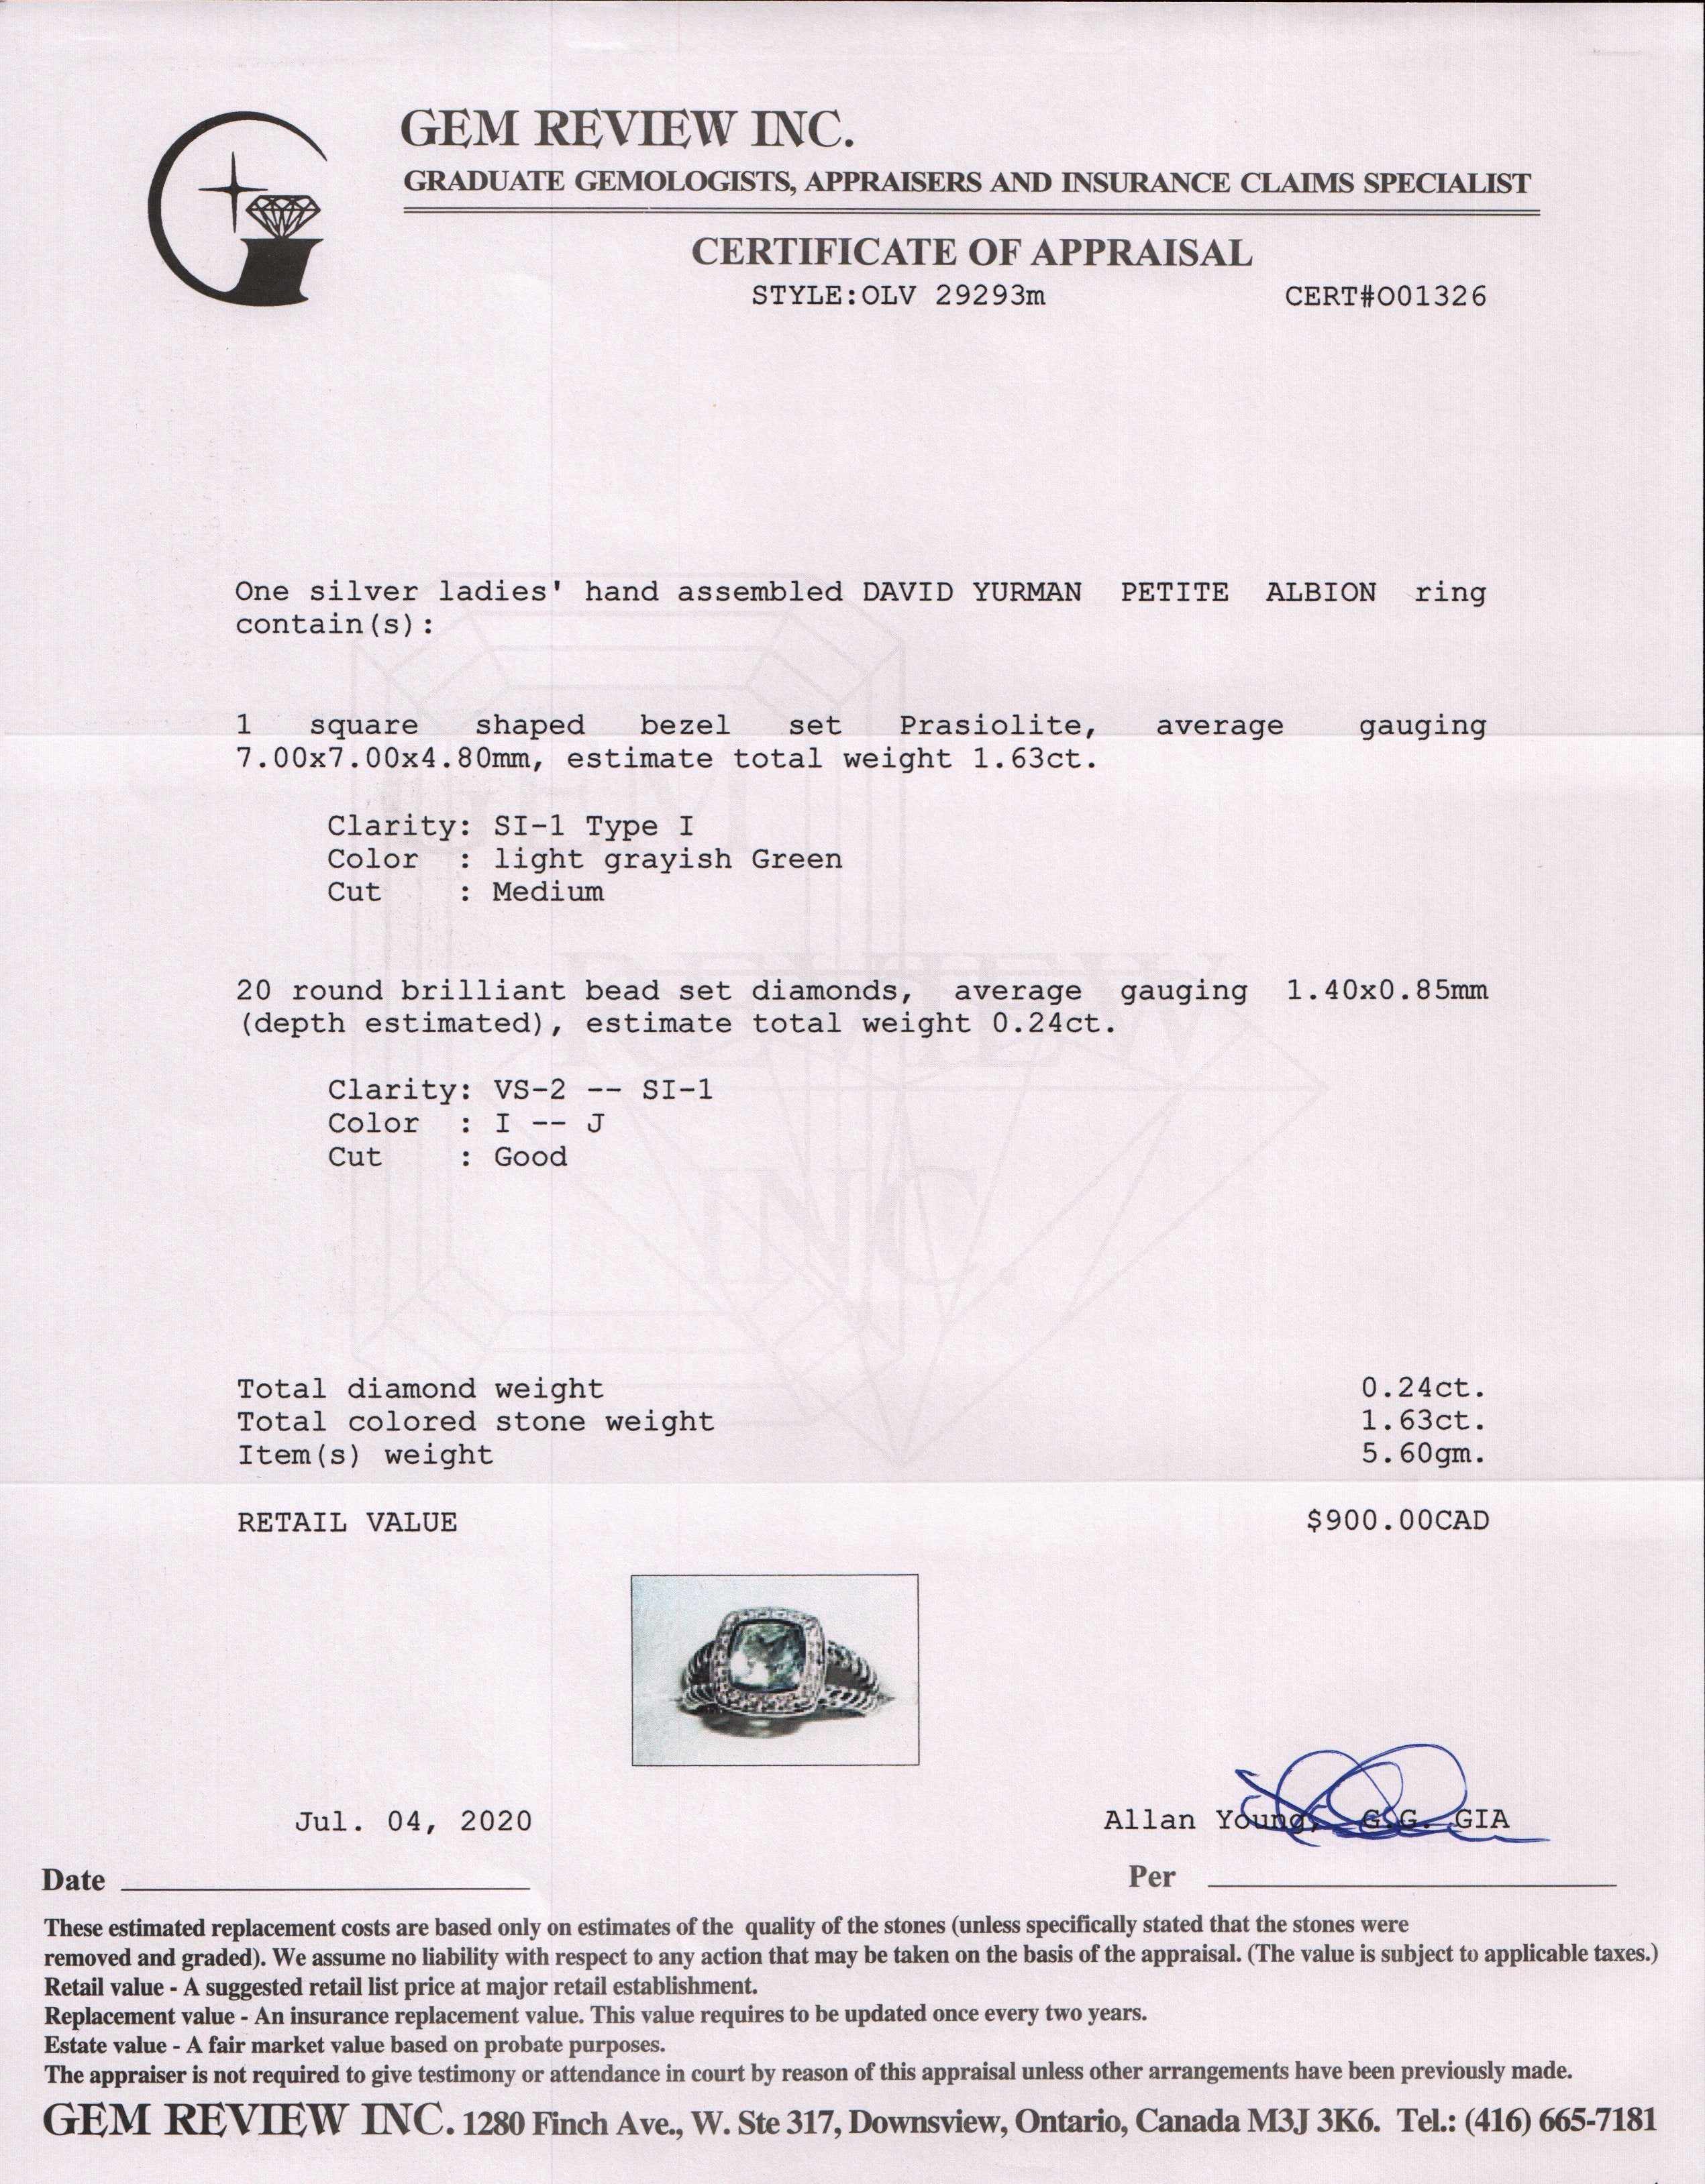 GEM REVIEW INC.
GRADUATE GEMOLOGISTS, APPRAISERS AND INSURANCE CLAIMS SPECIALIST
CERTIFICATE OF APPRAISAL
STYLE:OLV 29293m CERT#O01326
One silver ladies' hand assembled DAVID YURMAN PETITE ALBION ring
contain(s):
1 square shaped bezel set Prasiolite, average gauging
7.00x7.00x4.80mm, estimate total weight 1.63ct.
Clarity: SI-1 Type I
Color : light grayish Green
Cut : Medium
20 round brilliant bead set diamonds, average gauging 1.40x0.85mm
(depth estimated), estimate total weight 0.24ct.
Clarity: VS-2 -- SI-1
Color : I -- J
Cut : Good
GEM
REVIEW
INC.
Total diamond weight 0.24ct.
Total colored stone weight 1.63ct.
Item(s) weight 5.60gm.
RETAIL VALUE $900.00CAD
Jul. 04, 2020 Allan Young, G.G. GIA
Date Per
These estimated replacement costs are based only on estimates of the quality of the stones (unless specifically stated that the stones were
removed and graded). We assume no liability with respect to any action that may be taken on the basis of the appraisal. (The value is subject to applicable taxes.)
Retail value - A suggested retail list price at major retail establishment.
Replacement value - An insurance replacement value. This value requires to be updated once every two years.
Estate value - A fair market value based on probate purposes.
The appraiser is not required to give testimony or attendance in court by reason of this appraisal unless other arrangements have been previously made.
GEM REVIEW INC. 1280 Finch Ave., W. Ste 317, Downsview, Ontario, Canada M3J 3K6. Tel.: (416) 665-7181